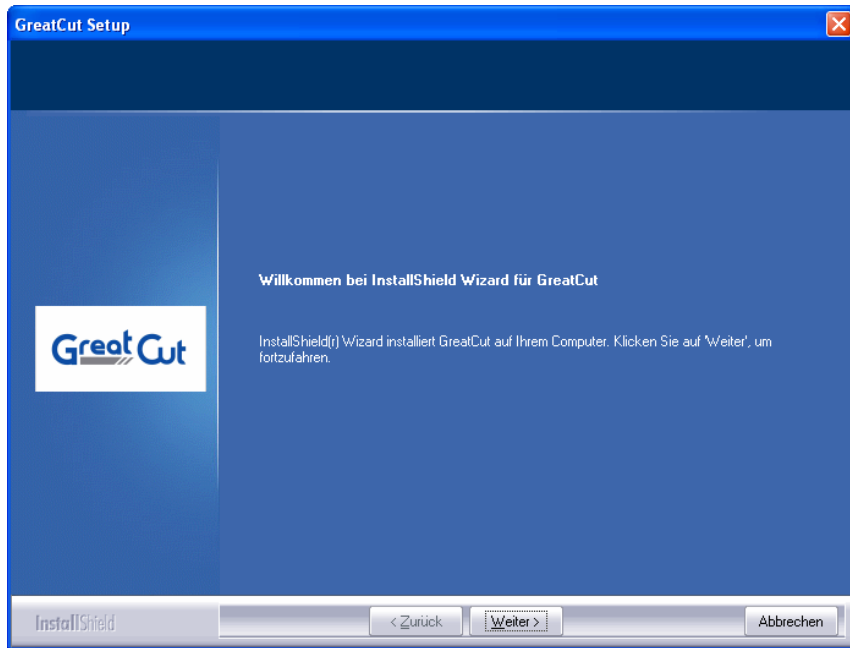 GreatCut Setup
Willkommen bei InstallShield Wizard für GreatCut
Great Cut
InstallShield(r) Wizard installiert GreatCut auf Ihrem Computer. Klicken Sie auf 'Weiter', um
fortzufahren.
InstallShield
< Zurück
Weiter >
Abbrechen